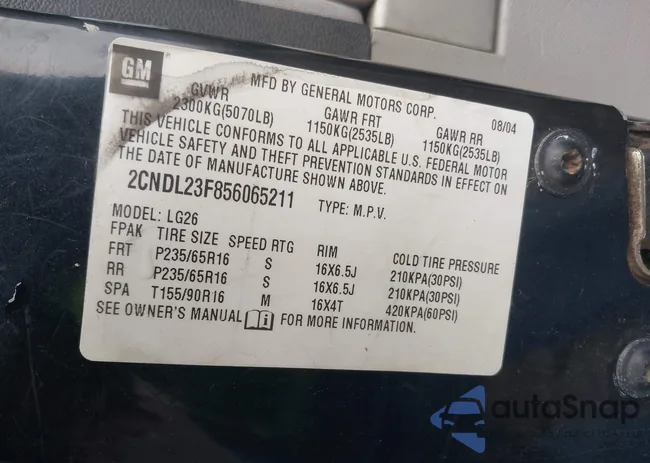 GM
MFD BY GENERAL MOTORS CORP. 08/04
GVWR GAWR FRT GAWR RR
2300KG(5070LB) 1150KG(2535LB) 1150KG(2535LB)
THIS VEHICLE CONFORMS TO ALL APPLICABLE U.S. FEDERAL MOTOR
VEHICLE SAFETY AND THEFT PREVENTION STANDARDS IN EFFECT ON
THE DATE OF MANUFACTURE SHOWN ABOVE.
2CNDL23F856065211 TYPE: M.P.V.
MODEL: LG26
FPAK TIRE SIZE SPEED RTG RIM COLD TIRE PRESSURE
FRT P235/65R16 S 16X6.5J 210KPA(30PSI)
RR P235/65R16 S 16X6.5J 210KPA(30PSI)
SPA T155/90R16 M 16X4T 420KPA(60PSI)
SEE OWNER'S MANUAL FOR MORE INFORMATION.
autoSnap